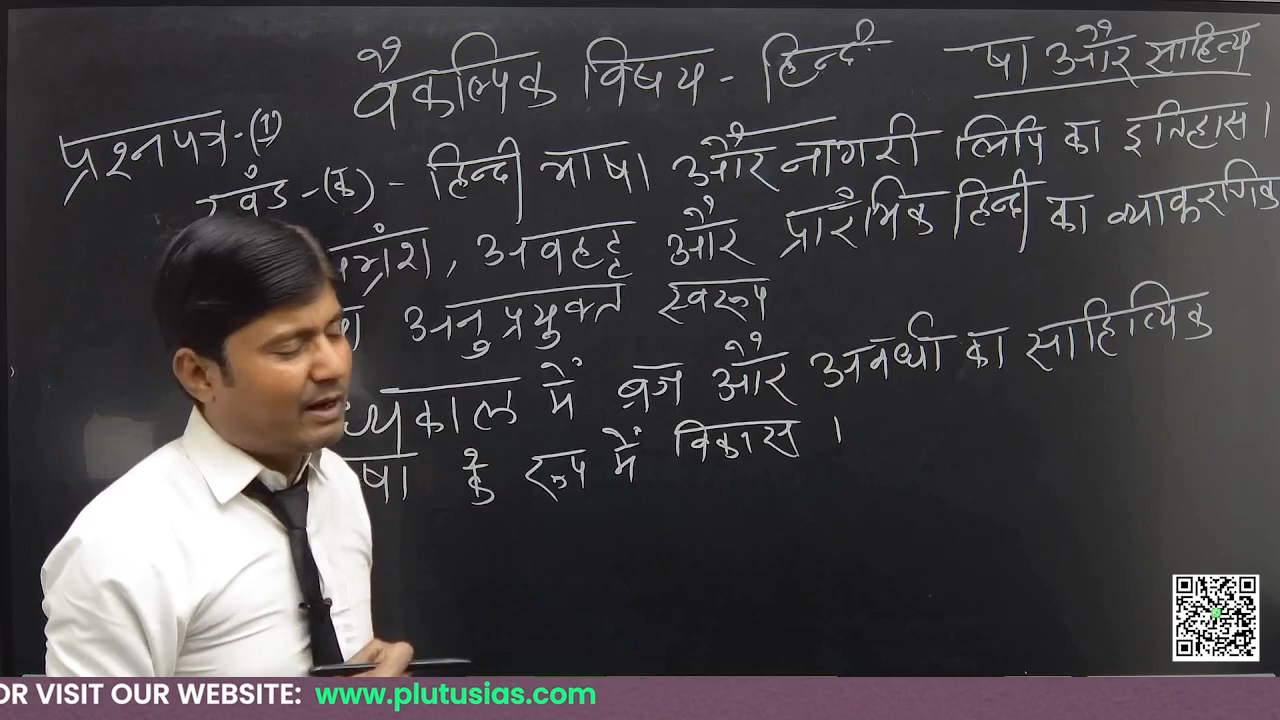 वैकल्पिक विषय - हिन्दी षा और साहित्य
प्रश्नपत्र-(1)
खंड-(क) - हिन्दी भाषा और नागरी लिपि का इतिहास।
भ्रंश, अवहट्ट और प्रारंभिक हिन्दी का व्याकरणिक
अनुप्रयुक्त स्वरूप
ध्यकाल में ब्रज और अवधी का साहित्यिक
षा के रूप में विकास।
OR VISIT OUR WEBSITE: www.plutusias.com